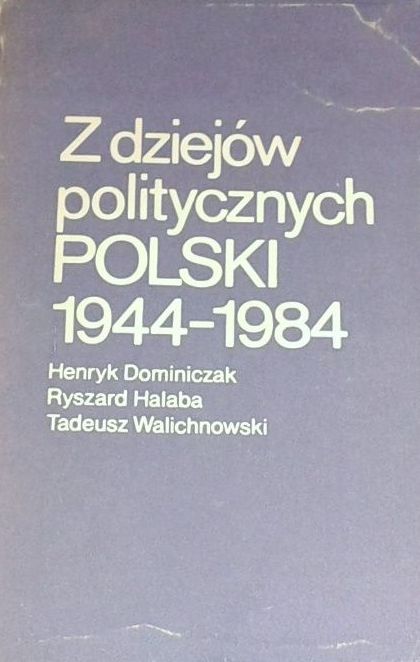 Z dziejów
politycznych
POLSKI
1944-1984
Henryk Dominiczak
Ryszard Halaba
Tadeusz Walichnowski